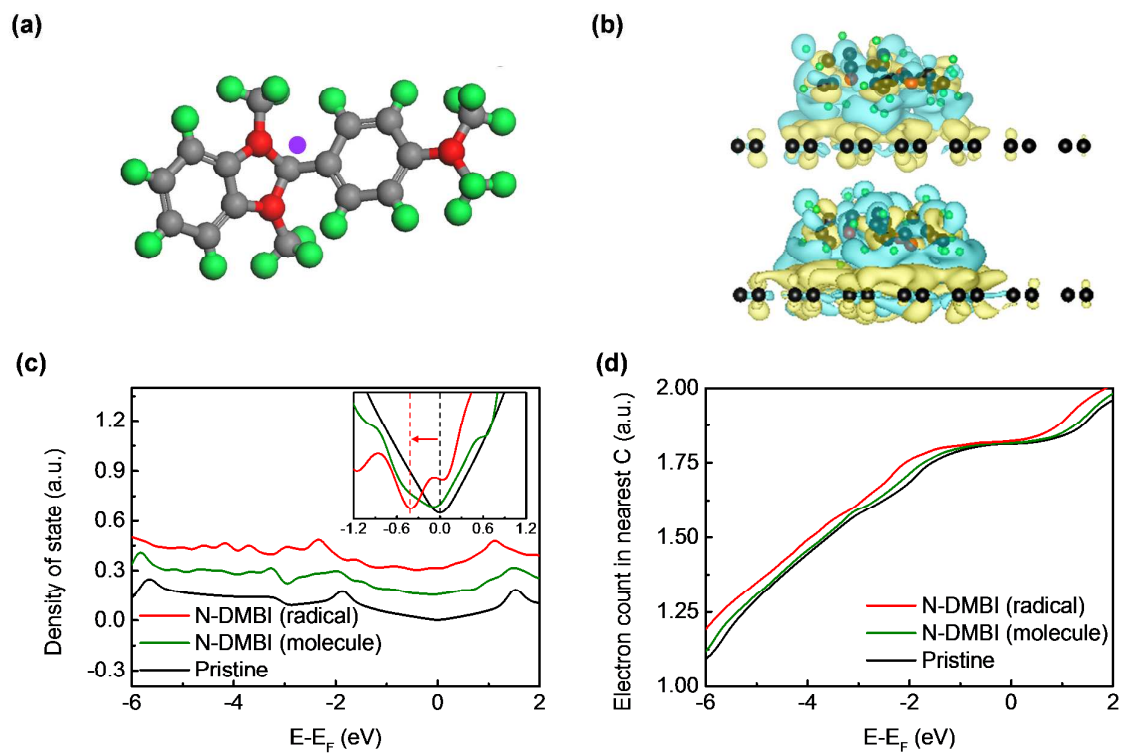 (a)
(b)
(c)
1.2
0.9
0.6
0.3
0.0
-0.3
Density of state (a.u.)
-1.2 -0.6 0.0 0.6 1.2
N-DMBI (radical)
N-DMBI (molecule)
Pristine
-6 -4 -2 0 2
E-EF (eV)
(d)
2.00
1.75
1.50
1.25
1.00
Electron count in nearest C (a.u.)
N-DMBI (radical)
N-DMBI (molecule)
Pristine
-6 -4 -2 0 2
E-EF (eV)